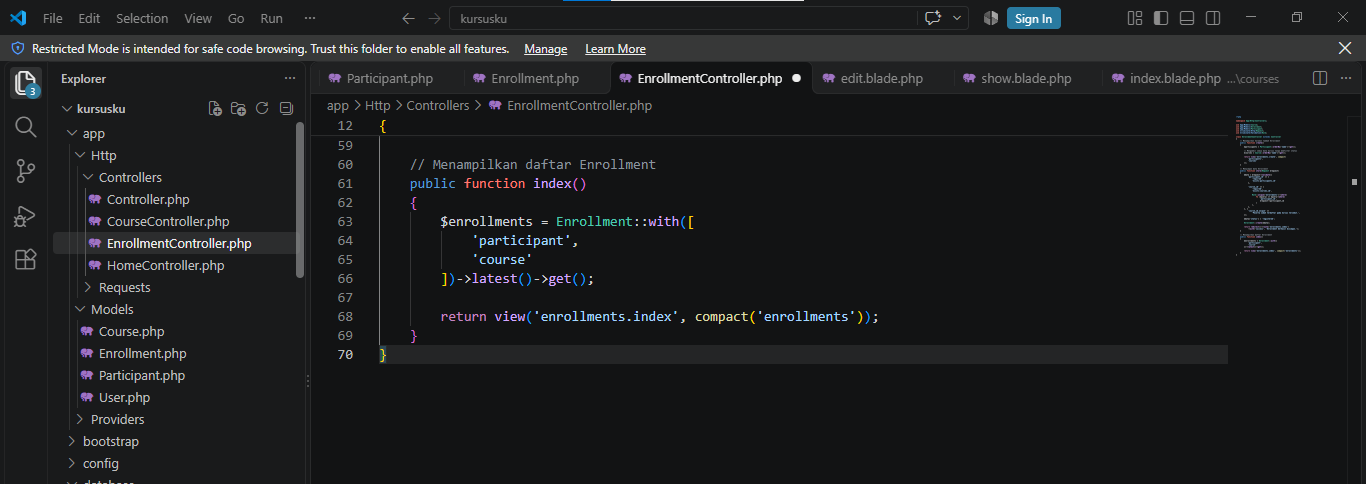 File Edit Selection View Go Run ··· kursusku Sign In
Restricted Mode is intended for safe code browsing. Trust this folder to enable all features. Manage Learn More
3
Explorer ···
kursusku
app
Http
Controllers
Controller.php
CourseController.php
EnrollmentController.php
HomeController.php
Requests
Models
Course.php
Enrollment.php
Participant.php
User.php
Providers
bootstrap
config
database
Participant.php Enrollment.php EnrollmentController.php edit.blade.php show.blade.php index.blade.php ...\courses ···
app > Http > Controllers > EnrollmentController.php
12 {
59
60 // Menampilkan daftar Enrollment
61 public function index()
62 {
63 $enrollments = Enrollment::with([
64 'participant',
65 'course'
66 ])->latest()->get();
67
68 return view('enrollments.index', compact('enrollments'));
69 }
70 }